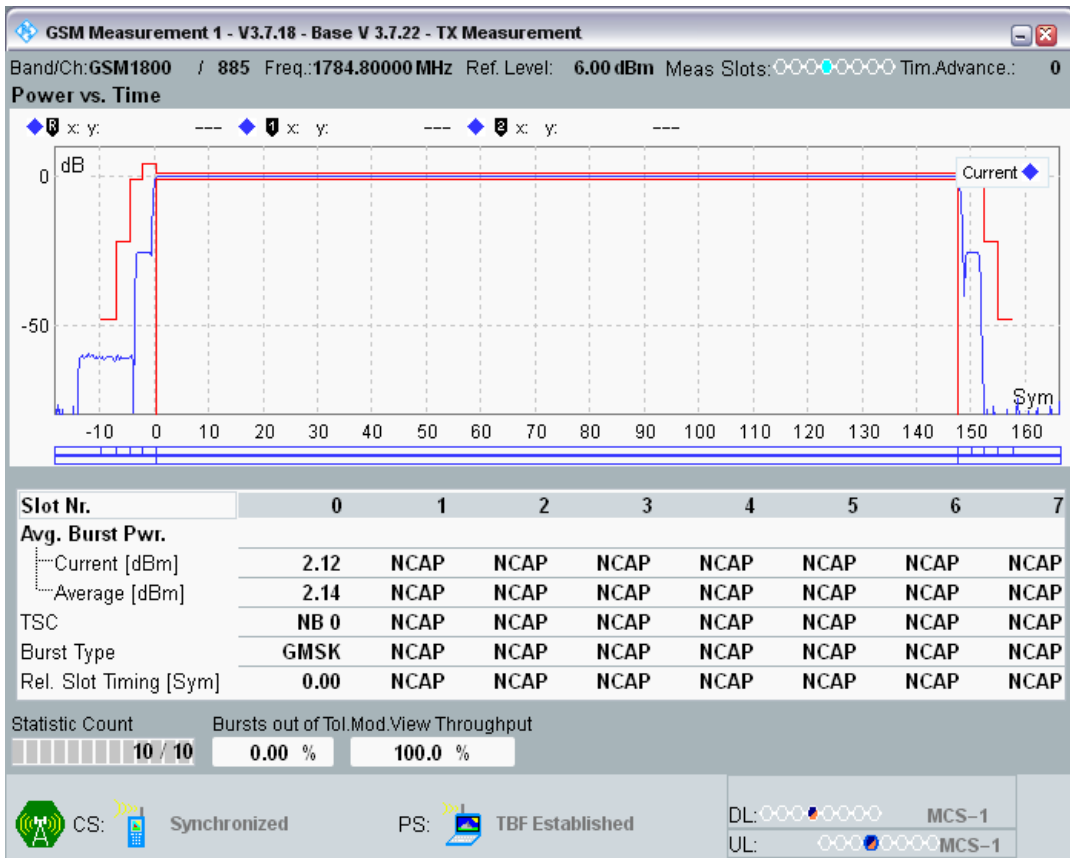 GSM Measurement 1 - V3.7.18 - Base V 3.7.22 - TX Measurement
Band/Ch:GSM1800 / 885 Freq.:1784.80000 MHz Ref. Level: 6.00 dBm Meas Slots: Tim.Advance.: 0
Power vs. Time
R x: y: --- 1 x: y: --- 2 x: y: ---
dB
Current
0
-50
Sym
-10 0 10 20 30 40 50 60 70 80 90 100 110 120 130 140 150 160
Slot Nr. 0 1 2 3 4 5 6 7
Avg. Burst Pwr.
Current [dBm] 2.12 NCAP NCAP NCAP NCAP NCAP NCAP NCAP
Average [dBm] 2.14 NCAP NCAP NCAP NCAP NCAP NCAP NCAP
TSC NB 0 NCAP NCAP NCAP NCAP NCAP NCAP NCAP
Burst Type GMSK NCAP NCAP NCAP NCAP NCAP NCAP NCAP
Rel. Slot Timing [Sym] 0.00 NCAP NCAP NCAP NCAP NCAP NCAP NCAP
Statistic Count Bursts out of Tol. Mod.View Throughput
10 / 10 0.00 % 100.0 %
CS: Synchronized PS: TBF Established DL: MCS-1
UL: MCS-1